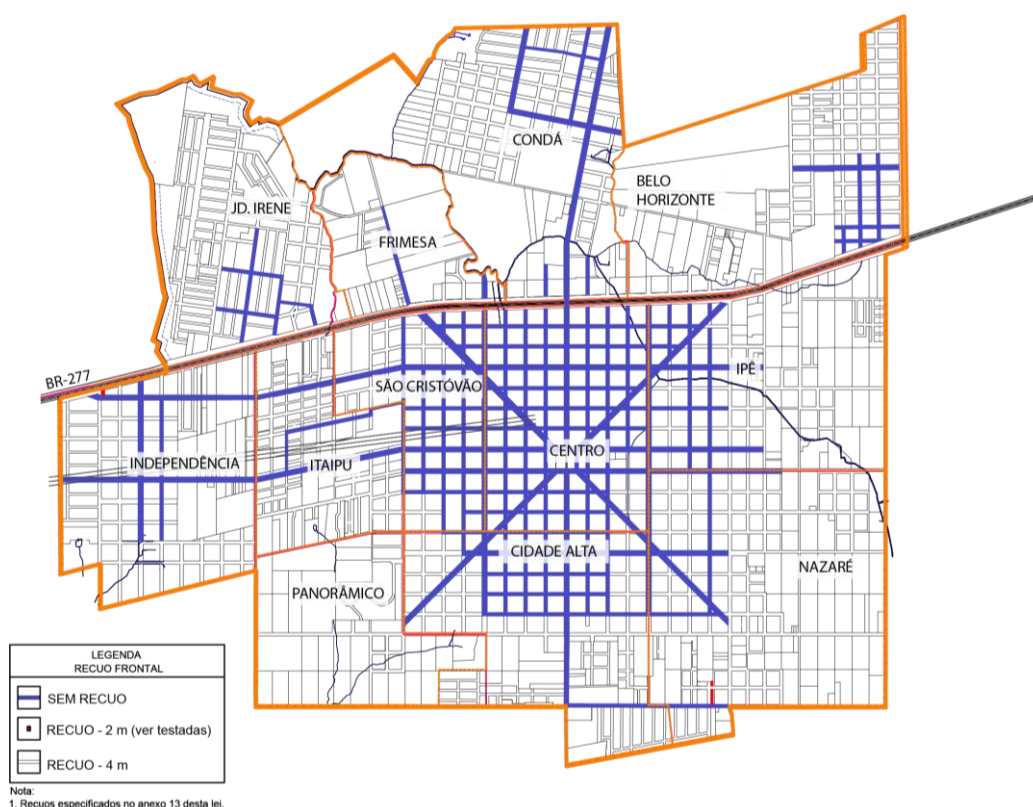 CONDÁ
BELO
HORIZONTE
JD. IRENE
FRIMESA
BR-277
SÃO CRISTÓVÃO
IPÊ
INDEPENDÊNCIA
ITAIPU
CENTRO
CIDADE ALTA
NAZARÉ
PANORÂMICO
LEGENDA
RECUO FRONTAL
SEM RECUO
RECUO - 2 m (ver testadas)
RECUO - 4 m
Nota:
1. Recuos especificados no anexo 13 desta lei.